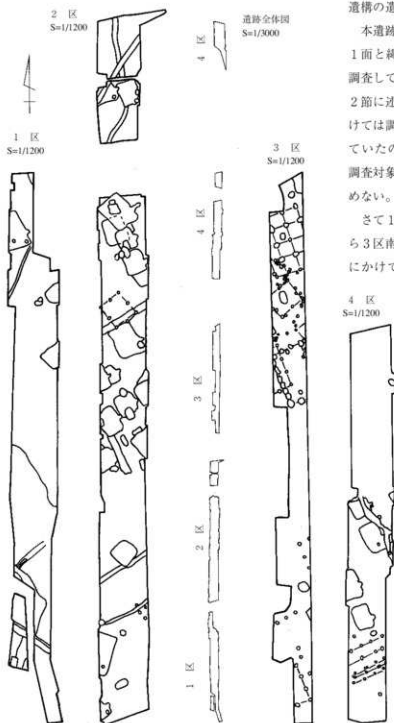 2 区
S=1/1200
遺跡全体図
S=1/3000
4 区
1 区
S=1/1200
3 区
S=1/1200
4
3 区
2 区
1 区
4 区
S=1/1200
遺構の遺
本遺跡
1面と縄
調査して
2節に述
けては調
ていたの
調査対象
めない。
さて1
ら3区南
にかけて